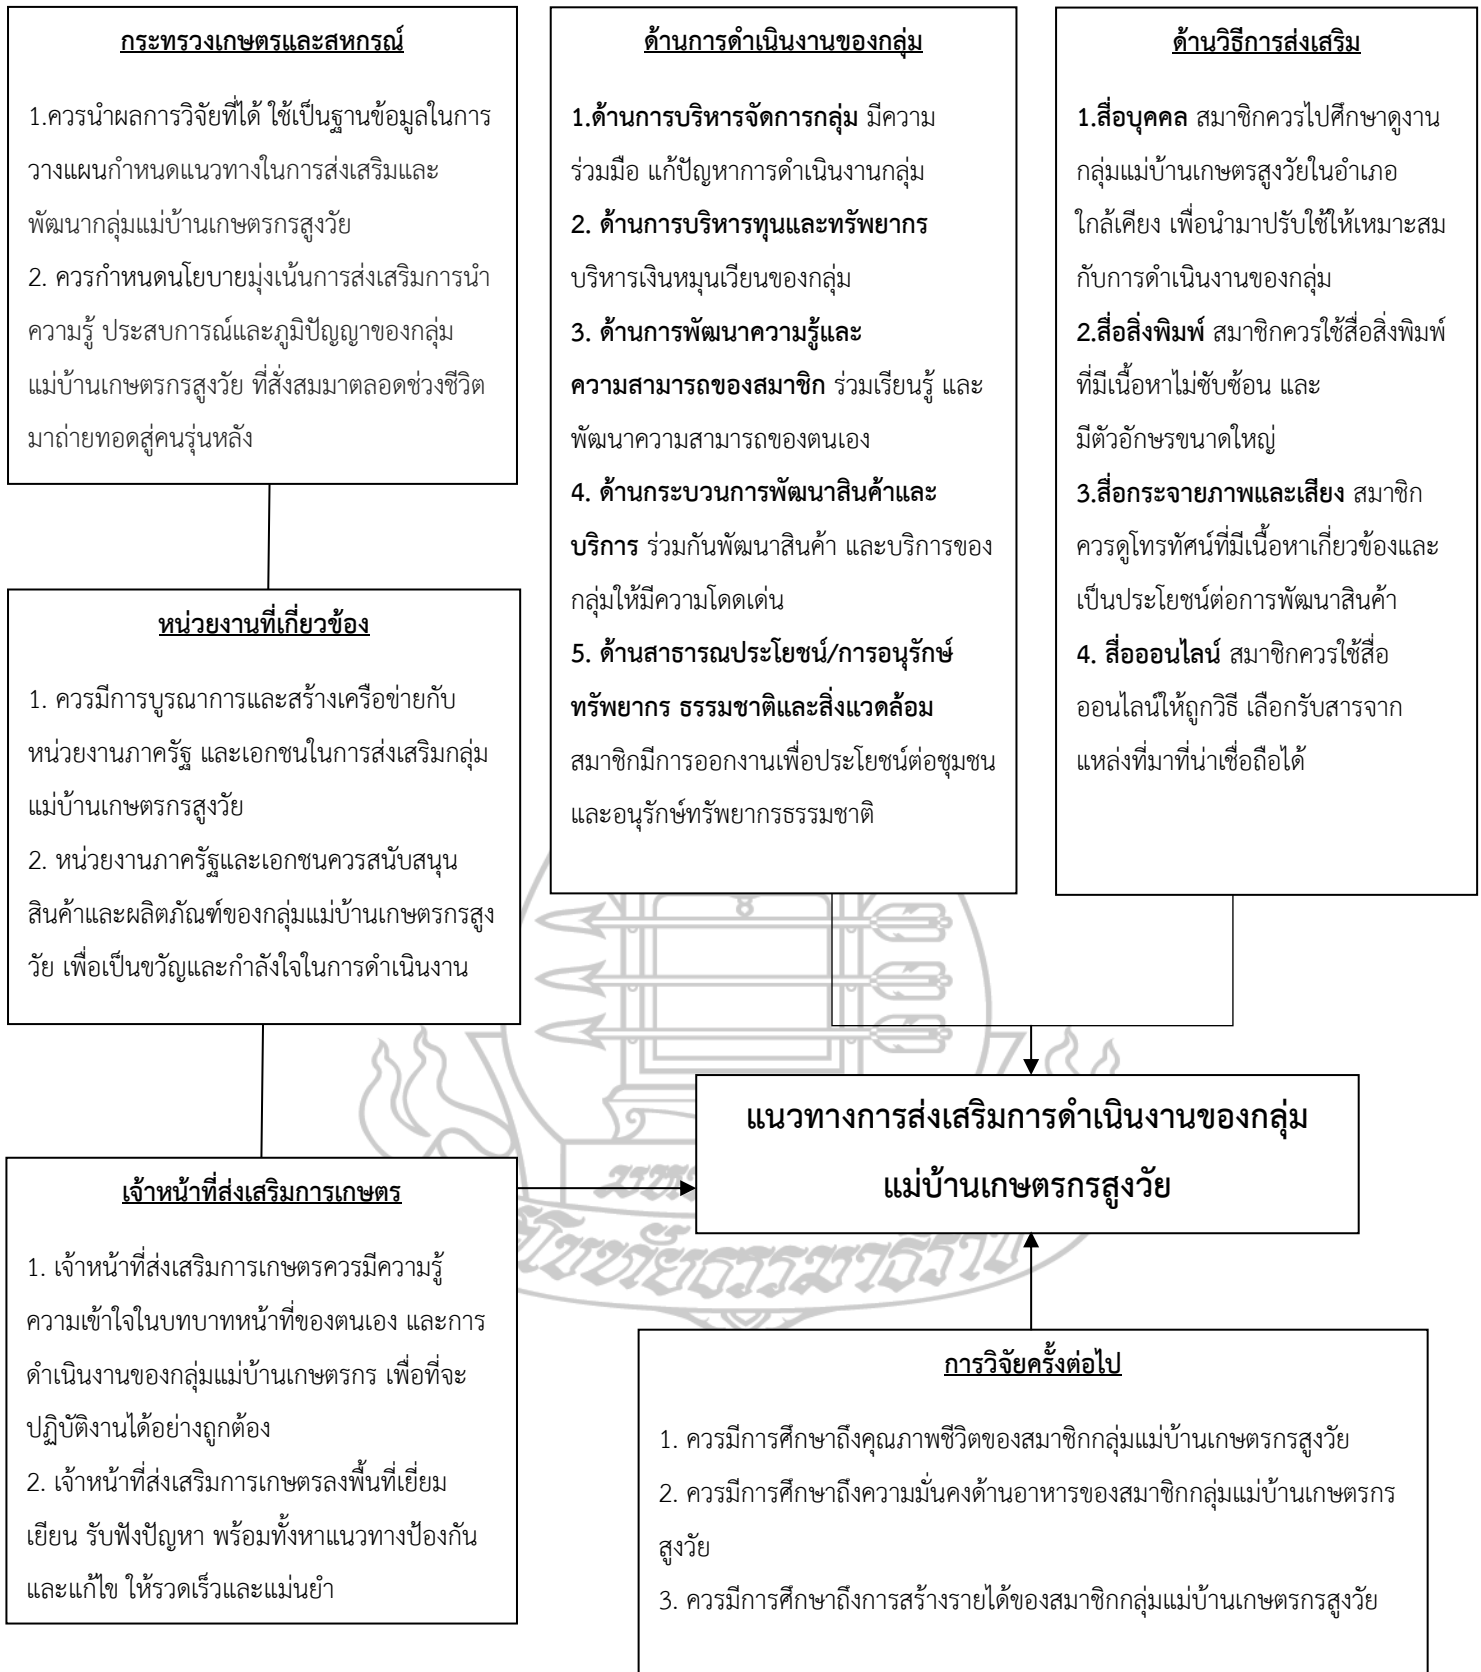 กระทรวงเกษตรและสหกรณ์
1.ควรนำผลการวิจัยที่ได้ ใช้เป็นฐานข้อมูลในการ
วางแผนกำหนดแนวทางในการส่งเสริมและ
พัฒนากลุ่มแม่บ้านเกษตรกรสูงวัย
2. ควรกำหนดนโยบายมุ่งเน้นการส่งเสริมการนำ
ความรู้ ประสบการณ์และภูมิปัญญาของกลุ่ม
แม่บ้านเกษตรกรสูงวัย ที่สั่งสมมาตลอดช่วงชีวิต
มาถ่ายทอดสู่คนรุ่นหลัง
หน่วยงานที่เกี่ยวข้อง
1. ควรมีการบูรณาการและสร้างเครือข่ายกับ
หน่วยงานภาครัฐ และเอกชนในการส่งเสริมกลุ่ม
แม่บ้านเกษตรกรสูงวัย
2. หน่วยงานภาครัฐและเอกชนควรสนับสนุน
สินค้าและผลิตภัณฑ์ของกลุ่มแม่บ้านเกษตรกรสูง
วัย เพื่อเป็นขวัญและกำลังใจในการดำเนินงาน
เจ้าหน้าที่ส่งเสริมการเกษตร
1. เจ้าหน้าที่ส่งเสริมการเกษตรควรมีความรู้
ความเข้าใจในบทบาทหน้าที่ของตนเอง และการ
ดำเนินงานของกลุ่มแม่บ้านเกษตรกร เพื่อที่จะ
ปฏิบัติงานได้อย่างถูกต้อง
2. เจ้าหน้าที่ส่งเสริมการเกษตรลงพื้นที่เยี่ยม
เยียน รับฟังปัญหา พร้อมทั้งหาแนวทางป้องกัน
และแก้ไข ให้รวดเร็วและแม่นยำ
ด้านการดำเนินงานของกลุ่ม
1.ด้านการบริหารจัดการกลุ่ม มีความ
ร่วมมือ แก้ปัญหาการดำเนินงานกลุ่ม
2. ด้านการบริหารทุนและทรัพยากร
บริหารเงินหมุนเวียนของกลุ่ม
3. ด้านการพัฒนาความรู้และ
ความสามารถของสมาชิก ร่วมเรียนรู้ และ
พัฒนาความสามารถของตนเอง
4. ด้านกระบวนการพัฒนาสินค้าและ
บริการ ร่วมกันพัฒนาสินค้า และบริการของ
กลุ่มให้มีความโดดเด่น
5. ด้านสาธารณประโยชน์/การอนุรักษ์
ทรัพยากร ธรรมชาติและสิ่งแวดล้อม
สมาชิกมีการออกงานเพื่อประโยชน์ต่อชุมชน
และอนุรักษ์ทรัพยากรธรรมชาติ
ด้านวิธีการส่งเสริม
1.สื่อบุคคล สมาชิกควรไปศึกษาดูงาน
กลุ่มแม่บ้านเกษตรสูงวัยในอำเภอ
ใกล้เคียง เพื่อนำมาปรับใช้ให้เหมาะสม
กับการดำเนินงานของกลุ่ม
2.สื่อสิ่งพิมพ์ สมาชิกควรใช้สื่อสิ่งพิมพ์
ที่มีเนื้อหาไม่ซับซ้อน และ
มีตัวอักษรขนาดใหญ่
3.สื่อกระจายภาพและเสียง สมาชิก
ควรดูโทรทัศน์ที่มีเนื้อหาเกี่ยวข้องและ
เป็นประโยชน์ต่อการพัฒนาสินค้า
4. สื่อออนไลน์ สมาชิกควรใช้สื่อ
ออนไลน์ให้ถูกวิธี เลือกรับสารจาก
แหล่งที่มาที่น่าเชื่อถือได้
แนวทางการส่งเสริมการดำเนินงานของกลุ่ม
แม่บ้านเกษตรกรสูงวัย
การวิจัยครั้งต่อไป
1. ควรมีการศึกษาถึงคุณภาพชีวิตของสมาชิกกลุ่มแม่บ้านเกษตรกรสูงวัย
2. ควรมีการศึกษาถึงความมั่นคงด้านอาหารของสมาชิกกลุ่มแม่บ้านเกษตรกร
สูงวัย
3. ควรมีการศึกษาถึงการสร้างรายได้ของสมาชิกกลุ่มแม่บ้านเกษตรกรสูงวัย